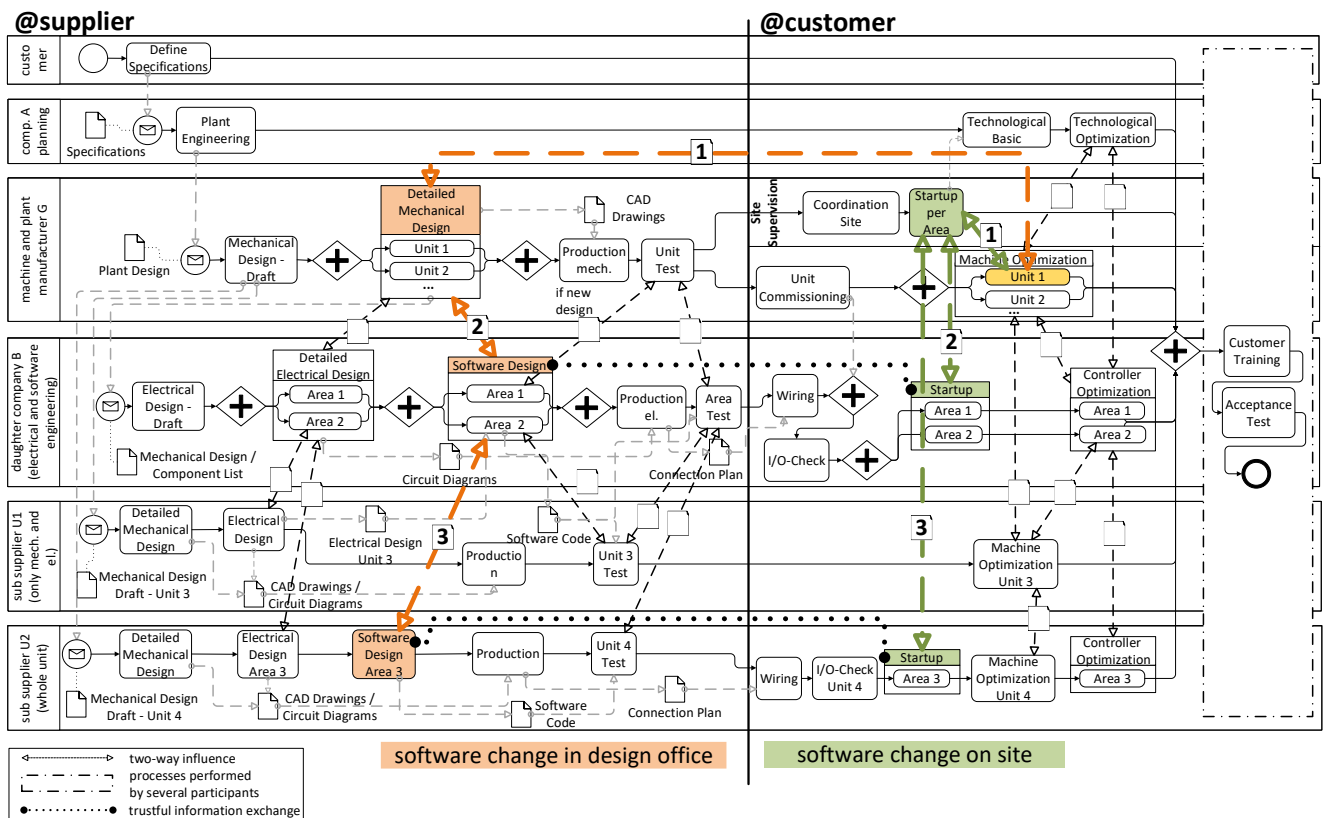 @supplier
@customer
custo
mer
Define
Specifications
comp. A
planning
Specifications
Plant
Engineering
Technological
Basic
Technological
Optimization
1
machine and plant
manufacturer G
Plant Design
Mechanical
Design -
Draft
Detailed
Mechanical
Design
Unit 1
Unit 2
...
CAD
Drawings
Production
mech.
if new
design
Unit
Test
Site
Supervision
Coordination
Site
Startup
per
Area
1
Unit
Commissioning
Machine Optimization
Unit 1
Unit 2
...
2
2
daughter company B
(electrical and software
engineering)
Electrical
Design -
Draft
Mechanical Design /
Component List
Detailed
Electrical Design
Area 1
Area 2
Circuit Diagrams
Software Design
Area 1
Area 2
Production
el.
Area
Test
Connection Plan
Wiring
I/O-Check
Startup
Area 1
Area 2
Controller
Optimization
Area 1
Area 2
Customer
Training
Acceptance
Test
sub supplier U1
(only mech. and
el.)
Detailed
Mechanical
Design
Mechanical Design
Draft - Unit 3
Electrical
Design
Electrical Design
Unit 3
CAD Drawings /
Circuit Diagrams
3
Productio
n
Software Code
Unit 3
Test
3
Machine
Optimization
Unit 3
sub supplier U2
(whole unit)
Detailed
Mechanical
Design
Mechanical Design
Draft - Unit 4
Electrical
Design
Area 3
CAD Drawings /
Circuit Diagrams
Software
Design
Area 3
Production
Software
Code
Unit 4
Test
Connection Plan
Wiring
I/O-Check
Unit 4
Startup
Area 3
Machine
Optimization
Unit 4
Controller
Optimization
Area 3
software change in design office
software change on site
two-way influence
processes performed
by several participants
trustful information exchange